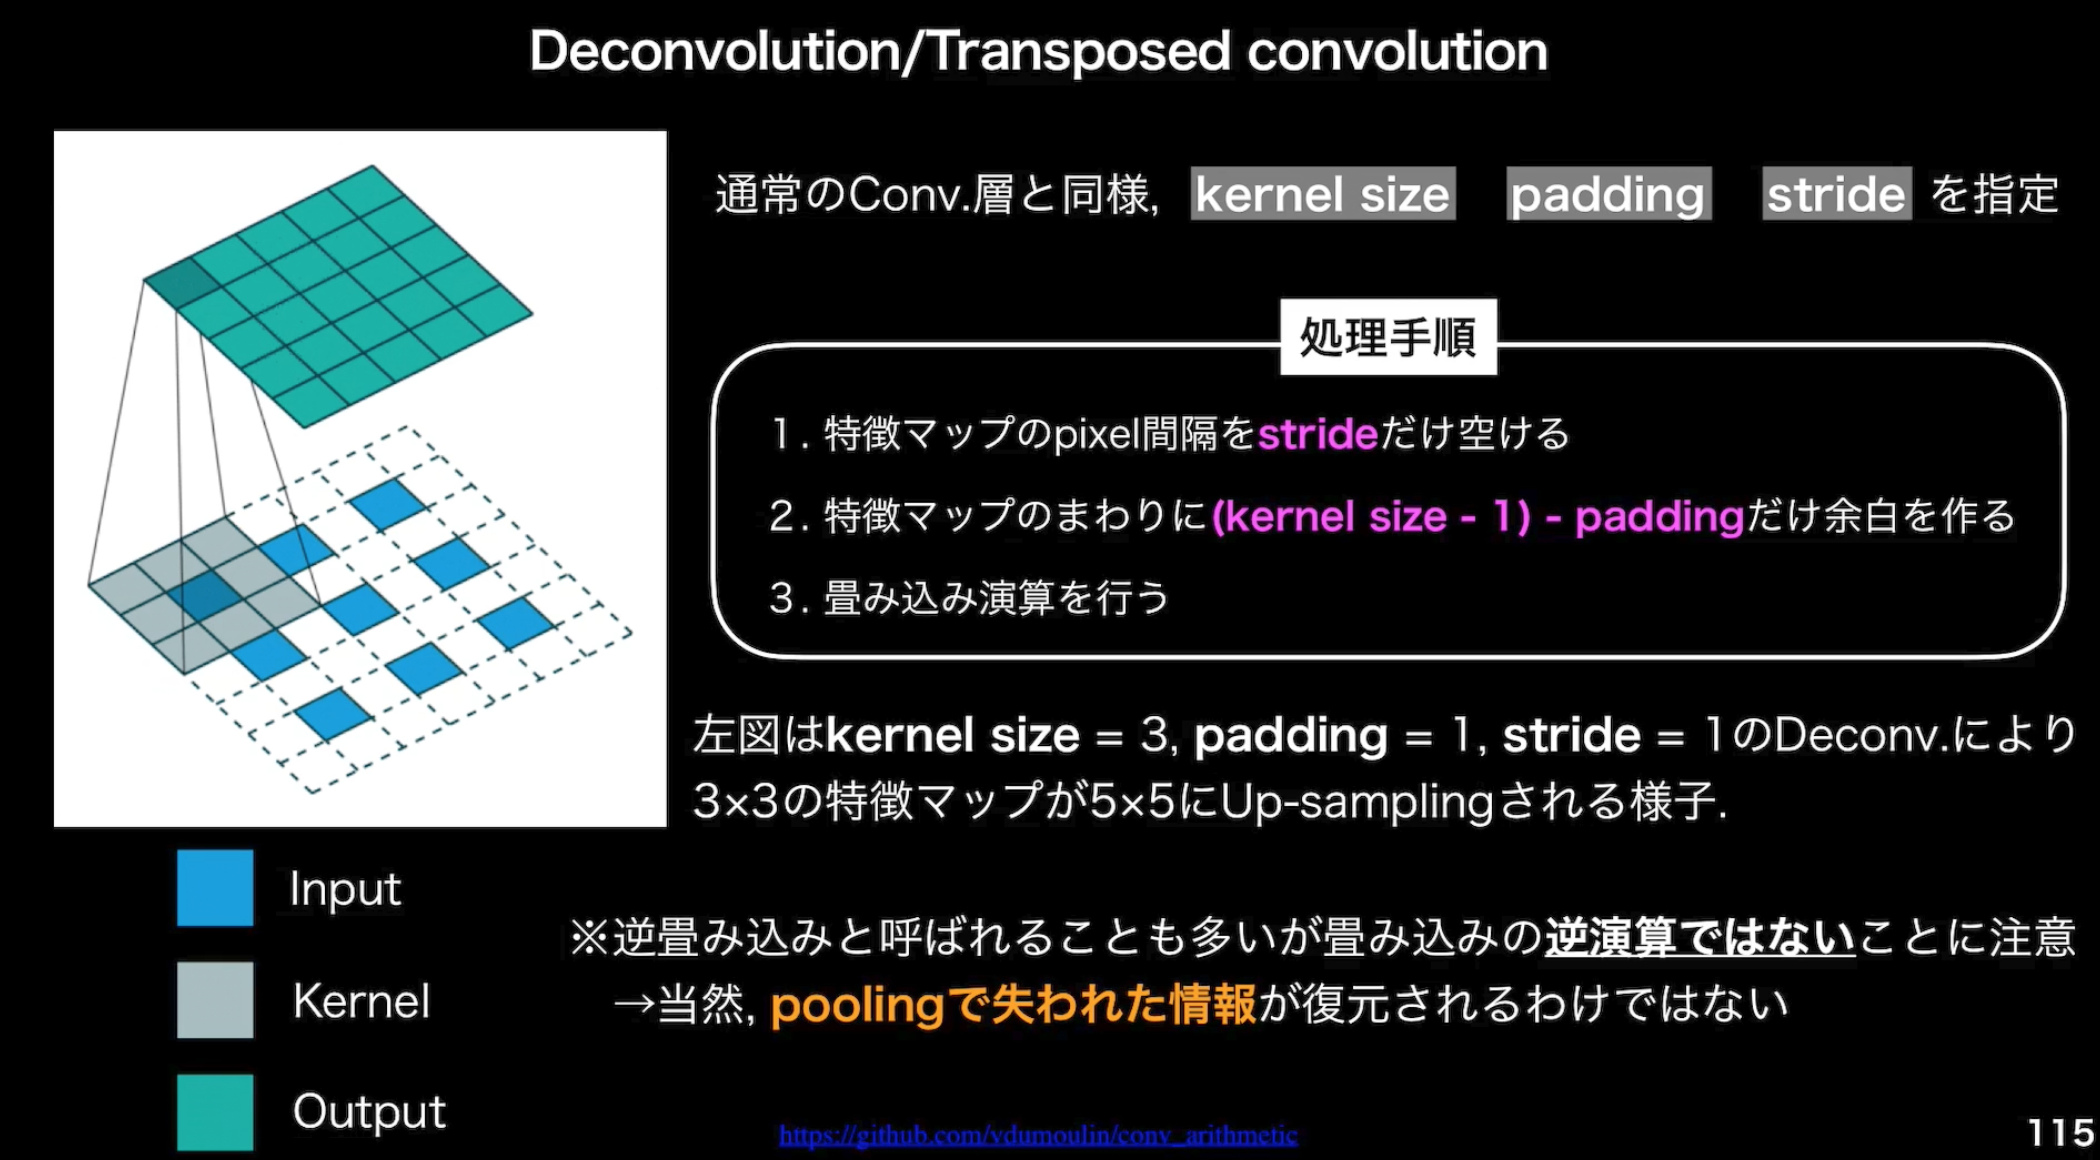 Deconvolution/Transposed convolution
通常のConv.層と同様, kernel size padding stride を指定
処理手順
1. 特徴マップのpixel間隔をstrideだけ空ける
2. 特徴マップのまわりに(kernel size - 1) - paddingだけ余白を作る
3. 畳み込み演算を行う
左図はkernel size = 3, padding = 1, stride = 1のDeconv.により
3×3の特徴マップが5×5にUp-samplingされる様子.
Input
Kernel
Output
※逆畳み込みと呼ばれることも多いが畳み込みの逆演算ではないことに注意
→当然, poolingで失われた情報が復元されるわけではない
https://github.com/vdumoulin/conv_arithmetic
115